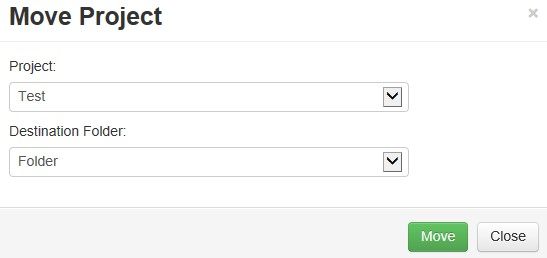 Move Project
×
Project:
Test
Destination Folder:
Folder
Move
Close